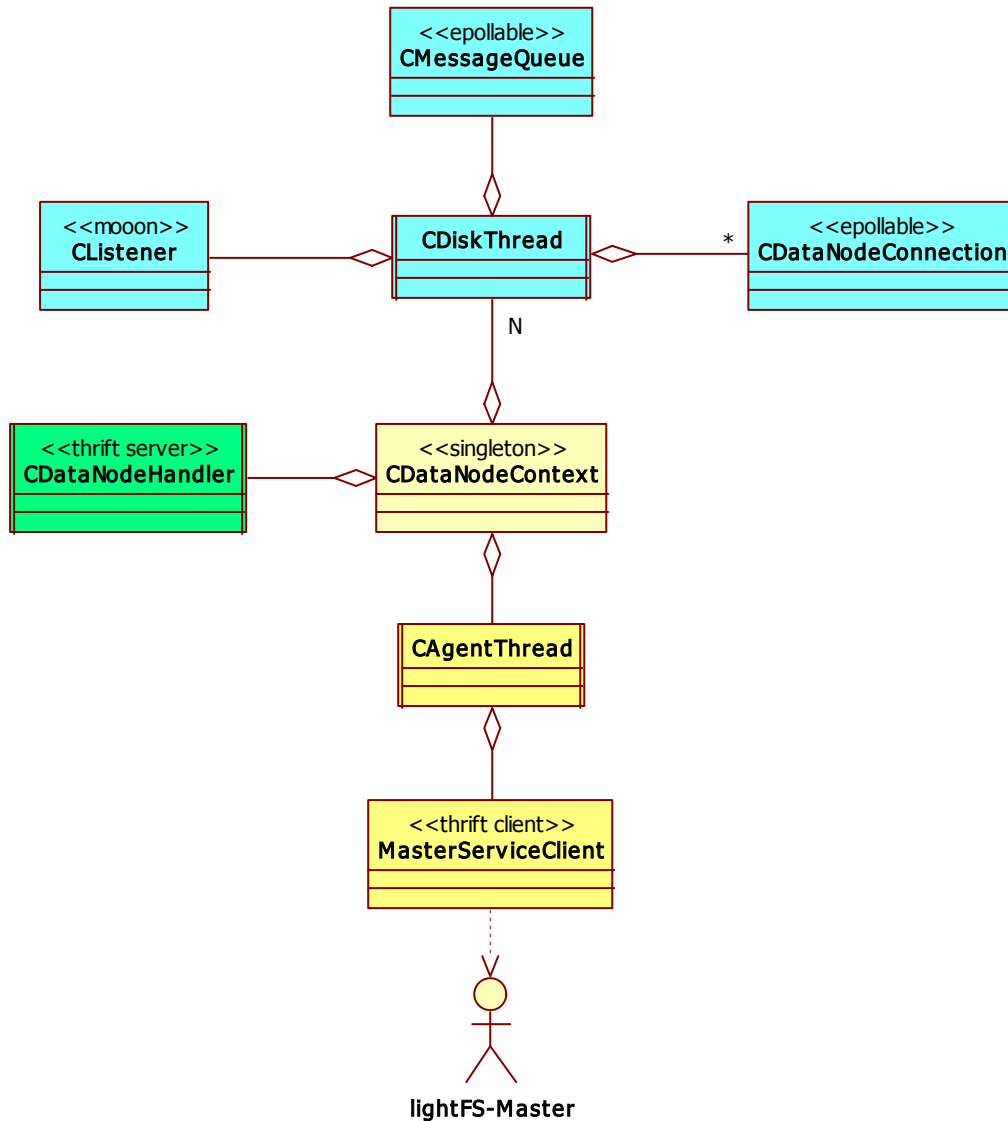 <<epollable>>
CMessageQueue
<<mooon>>
CListener
CDiskThread
*
<<epollable>>
CDataNodeConnection
N
<<thrift server>>
CDataNodeHandler
<<singleton>>
CDataNodeContext
CAgentThread
<<thrift client>>
MasterServiceClient
lightFS-Master